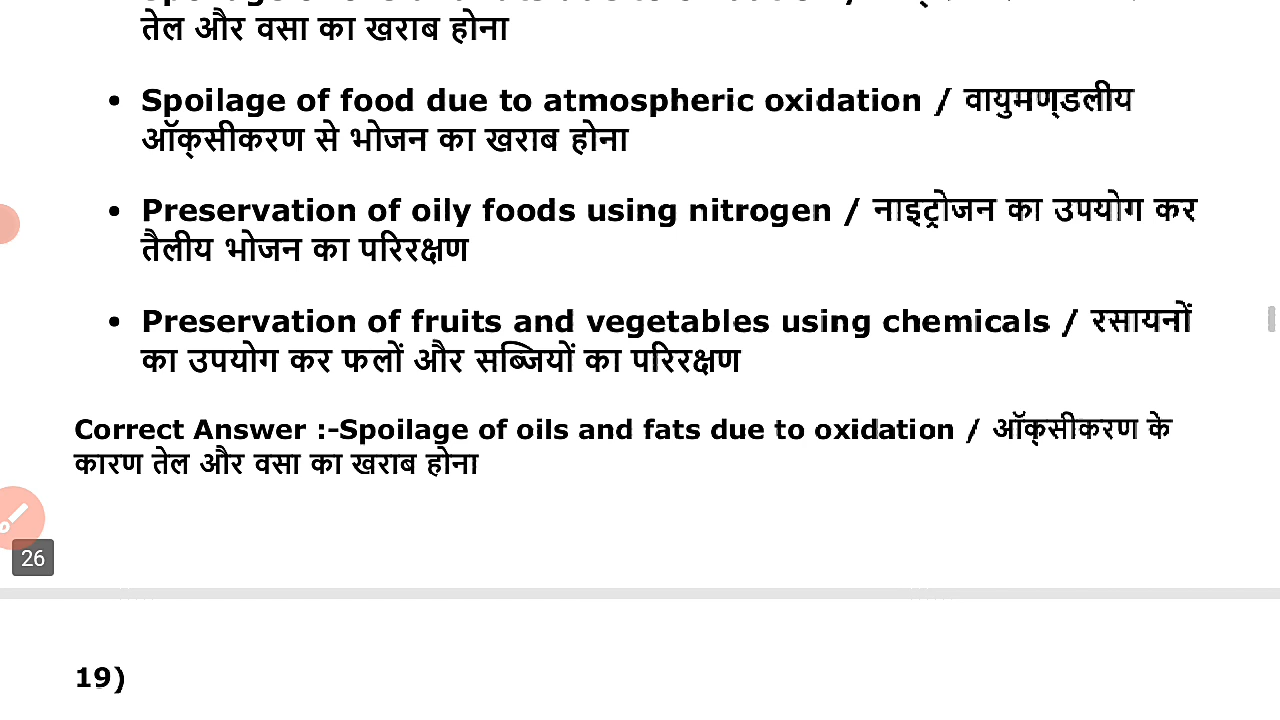 तेल और वसा का खराब होना
• Spoilage of food due to atmospheric oxidation / वायुमण्डलीय
ऑक्सीकरण से भोजन का खराब होना
• Preservation of oily foods using nitrogen / नाइट्रोजन का उपयोग कर
तैलीय भोजन का परिरक्षण
• Preservation of fruits and vegetables using chemicals / रसायनों
का उपयोग कर फलों और सब्जियों का परिरक्षण
Correct Answer :-Spoilage of oils and fats due to oxidation / ऑक्सीकरण के
कारण तेल और वसा का खराब होना
26
19)